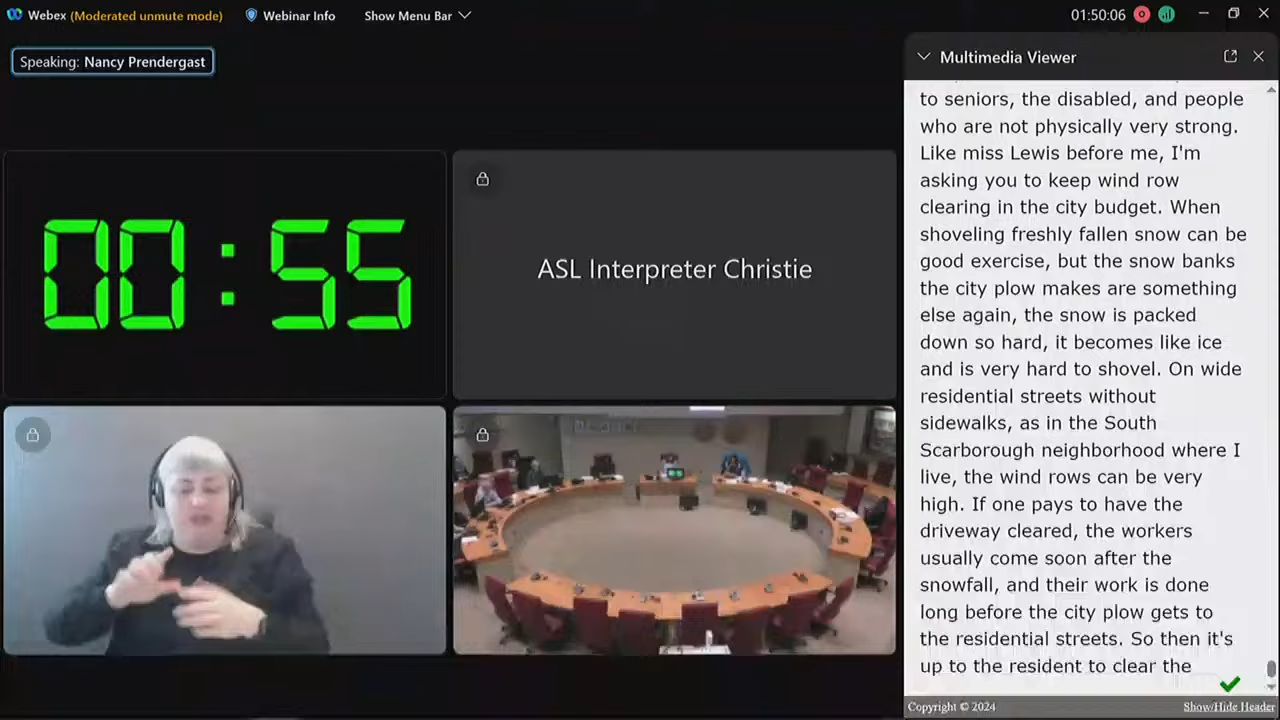 Webex (Moderated unmute mode) Webinar Info Show Menu Bar 01:50:06
Speaking: Nancy Prendergast
Multimedia Viewer
00:55
ASL Interpreter Christie
to seniors, the disabled, and people
who are not physically very strong.
Like miss Lewis before me, I'm
asking you to keep wind row
clearing in the city budget. When
shoveling freshly fallen snow can be
good exercise, but the snow banks
the city plow makes are something
else again, the snow is packed
down so hard, it becomes like ice
and is very hard to shovel. On wide
residential streets without
sidewalks, as in the South
Scarborough neighborhood where I
live, the wind rows can be very
high. If one pays to have the
driveway cleared, the workers
usually come soon after the
snowfall, and their work is done
long before the city plow gets to
the residential streets. So then it's
up to the resident to clear the
Copyright © 2024 Show/Hide Header